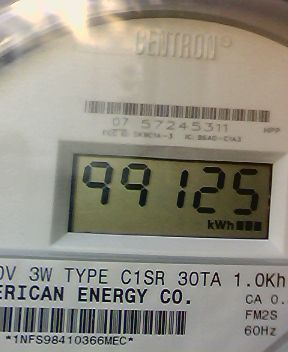 CENTRON®
07 57245311 HPP
99125
kWh
0V 3W TYPE C1SR 30TA 1.0Kh
ERICAN ENERGY CO. CA 0.
FM2S
*1NFS98410366MEC* 60Hz